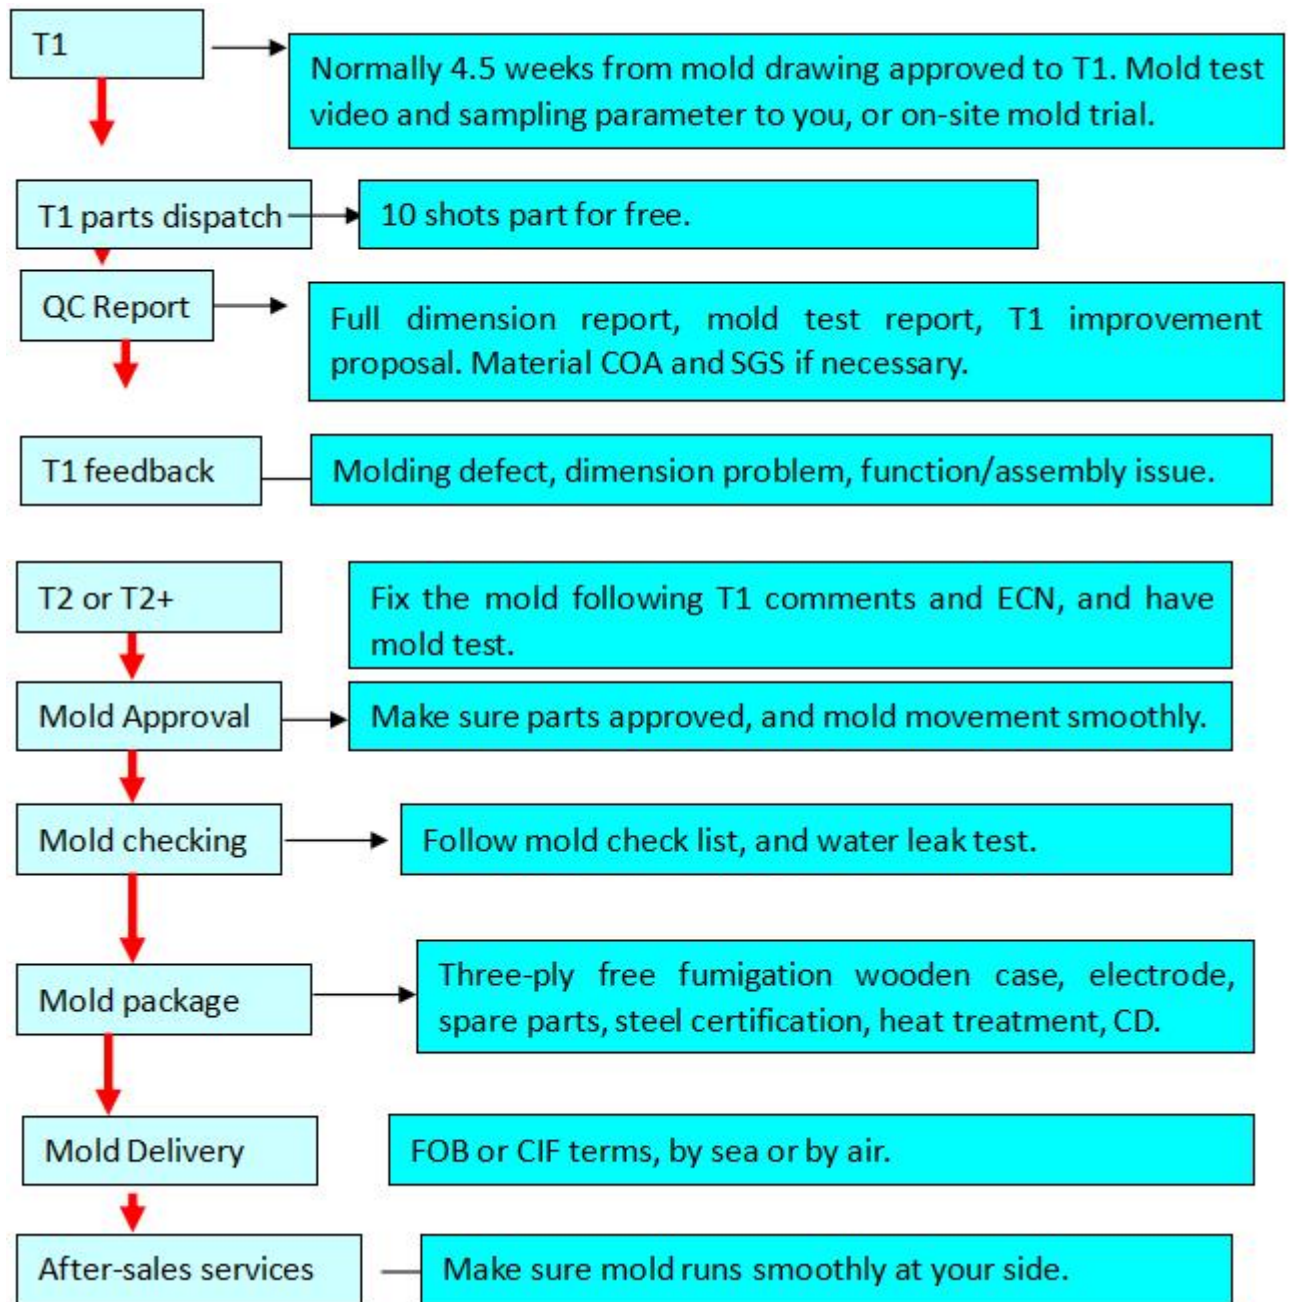 T1
Normally 4.5 weeks from mold drawing approved to T1. Mold test
video and sampling parameter to you, or on-site mold trial.
T1 parts dispatch
10 shots part for free.
QC Report
Full dimension report, mold test report, T1 improvement
proposal. Material COA and SGS if necessary.
T1 feedback
Molding defect, dimension problem, function/assembly issue.
T2 or T2+
Fix the mold following T1 comments and ECN, and have
mold test.
Mold Approval
Make sure parts approved, and mold movement smoothly.
Mold checking
Follow mold check list, and water leak test.
Mold package
Three-ply free fumigation wooden case, electrode,
spare parts, steel certification, heat treatment, CD.
Mold Delivery
FOB or CIF terms, by sea or by air.
After-sales services
Make sure mold runs smoothly at your side.